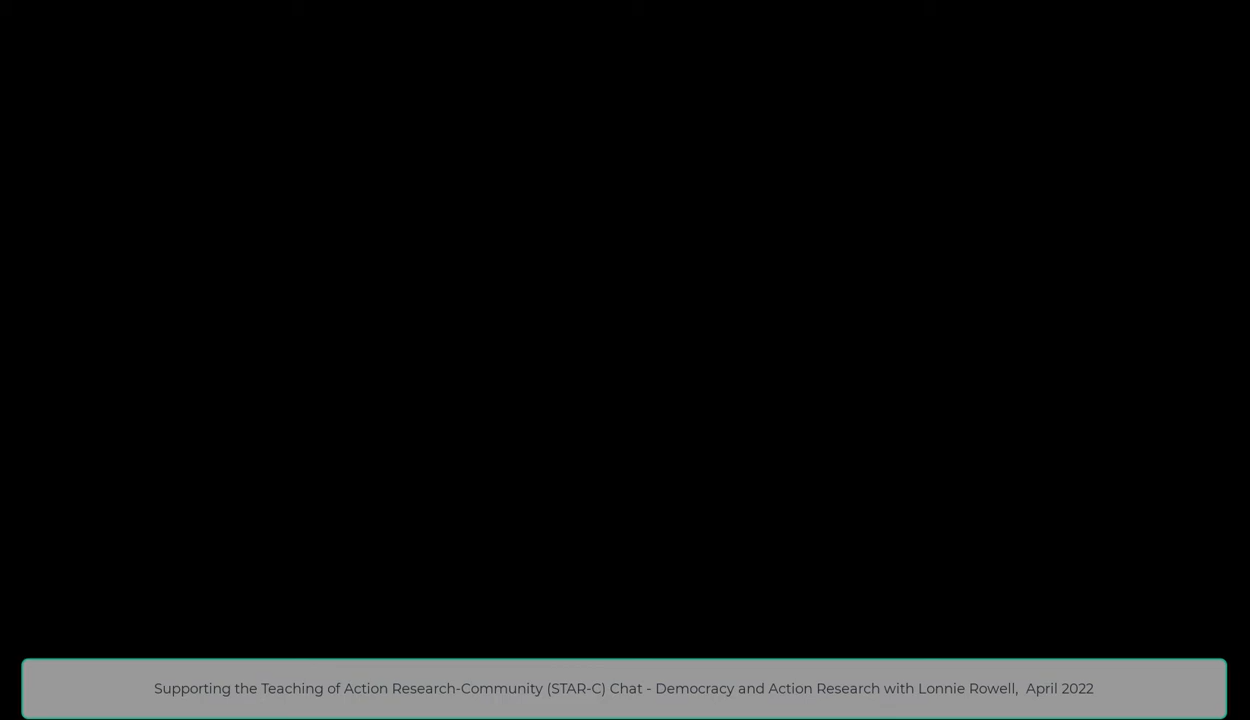 Supporting the Teaching of Action Research-Community (STAR-C) Chat - Democracy and Action Research with Lonnie Rowell,  April 2022